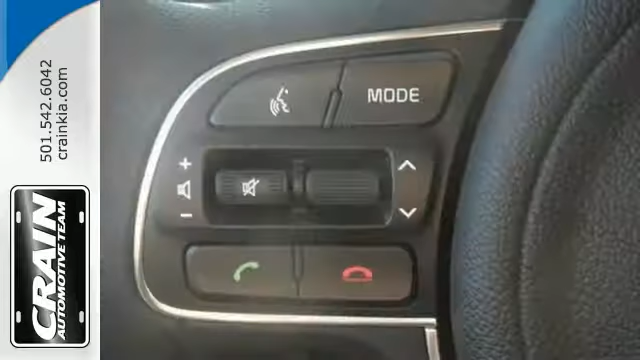 501.542.6042
crainkia.com
CRAIN
AUTOMOTIVE TEAM
MODE
+
-